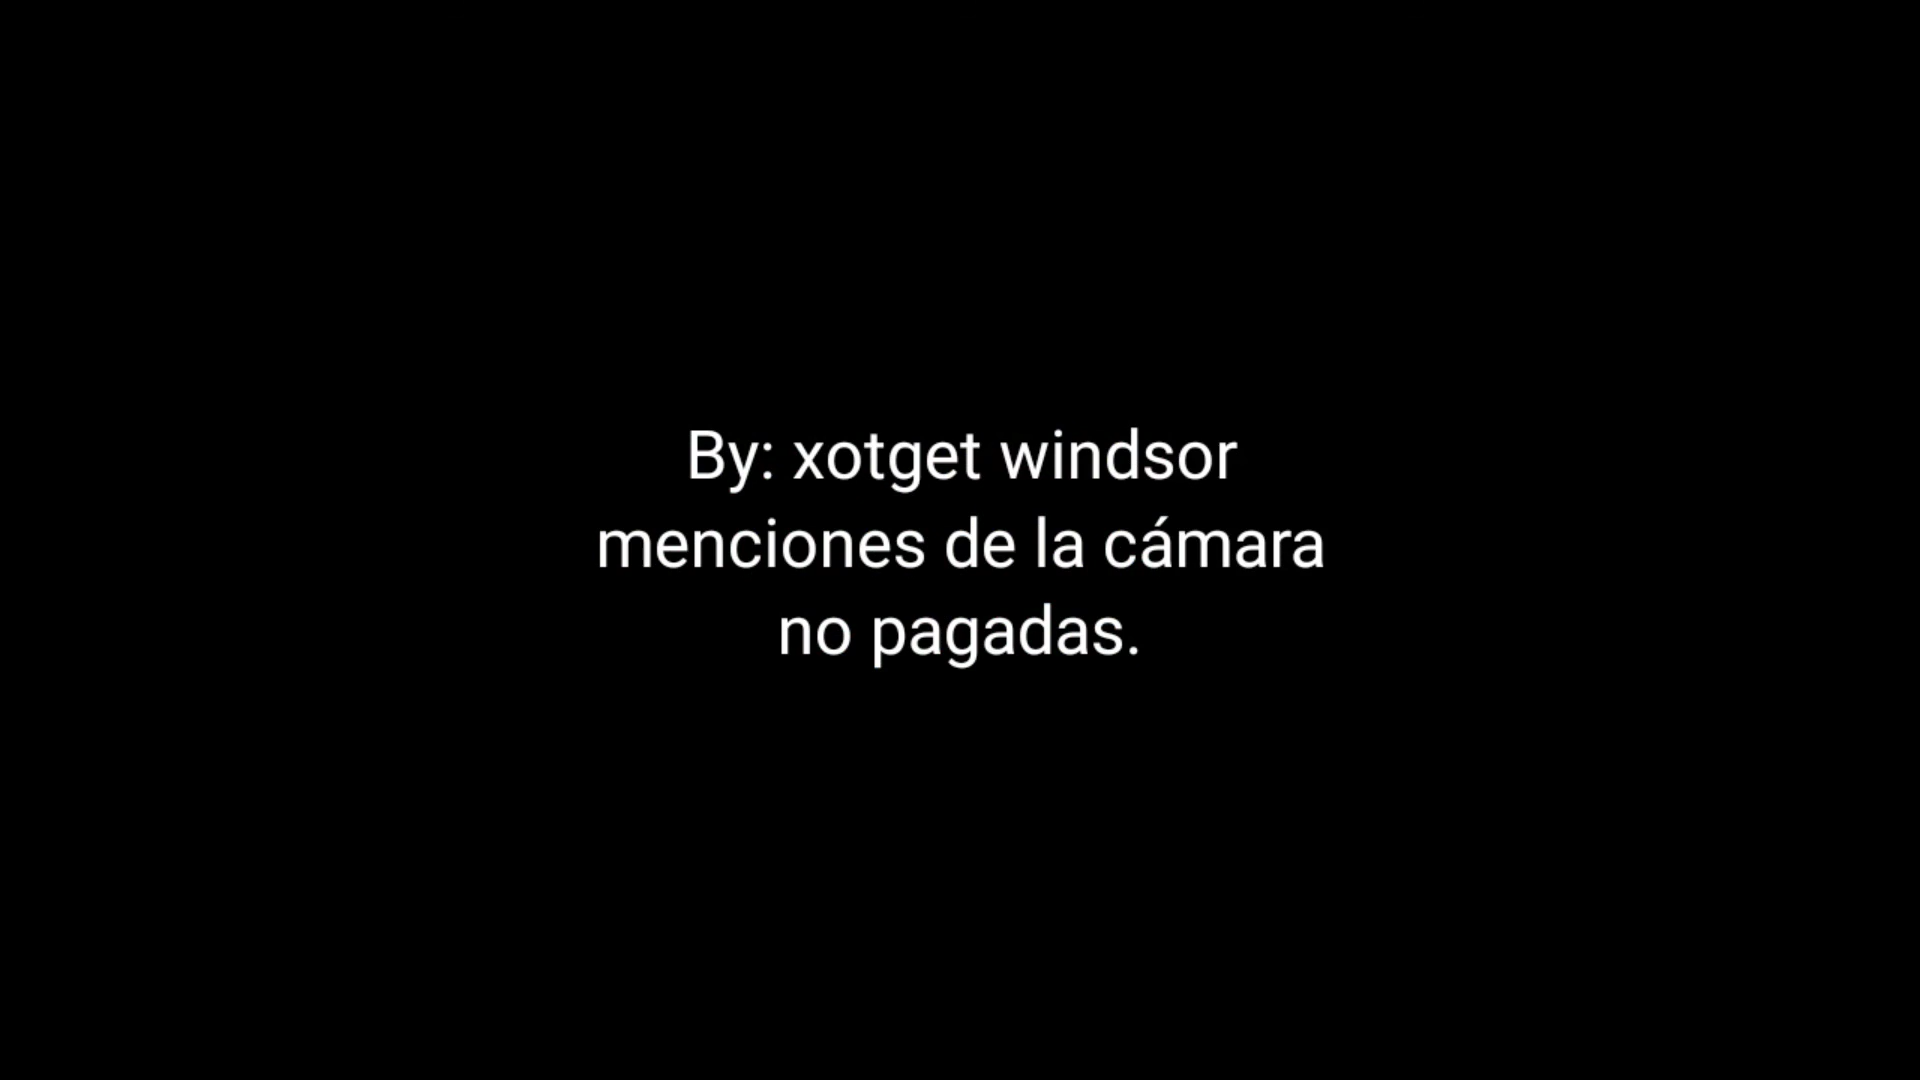 By: xotget windsor
menciones de la cámara
no pagadas.